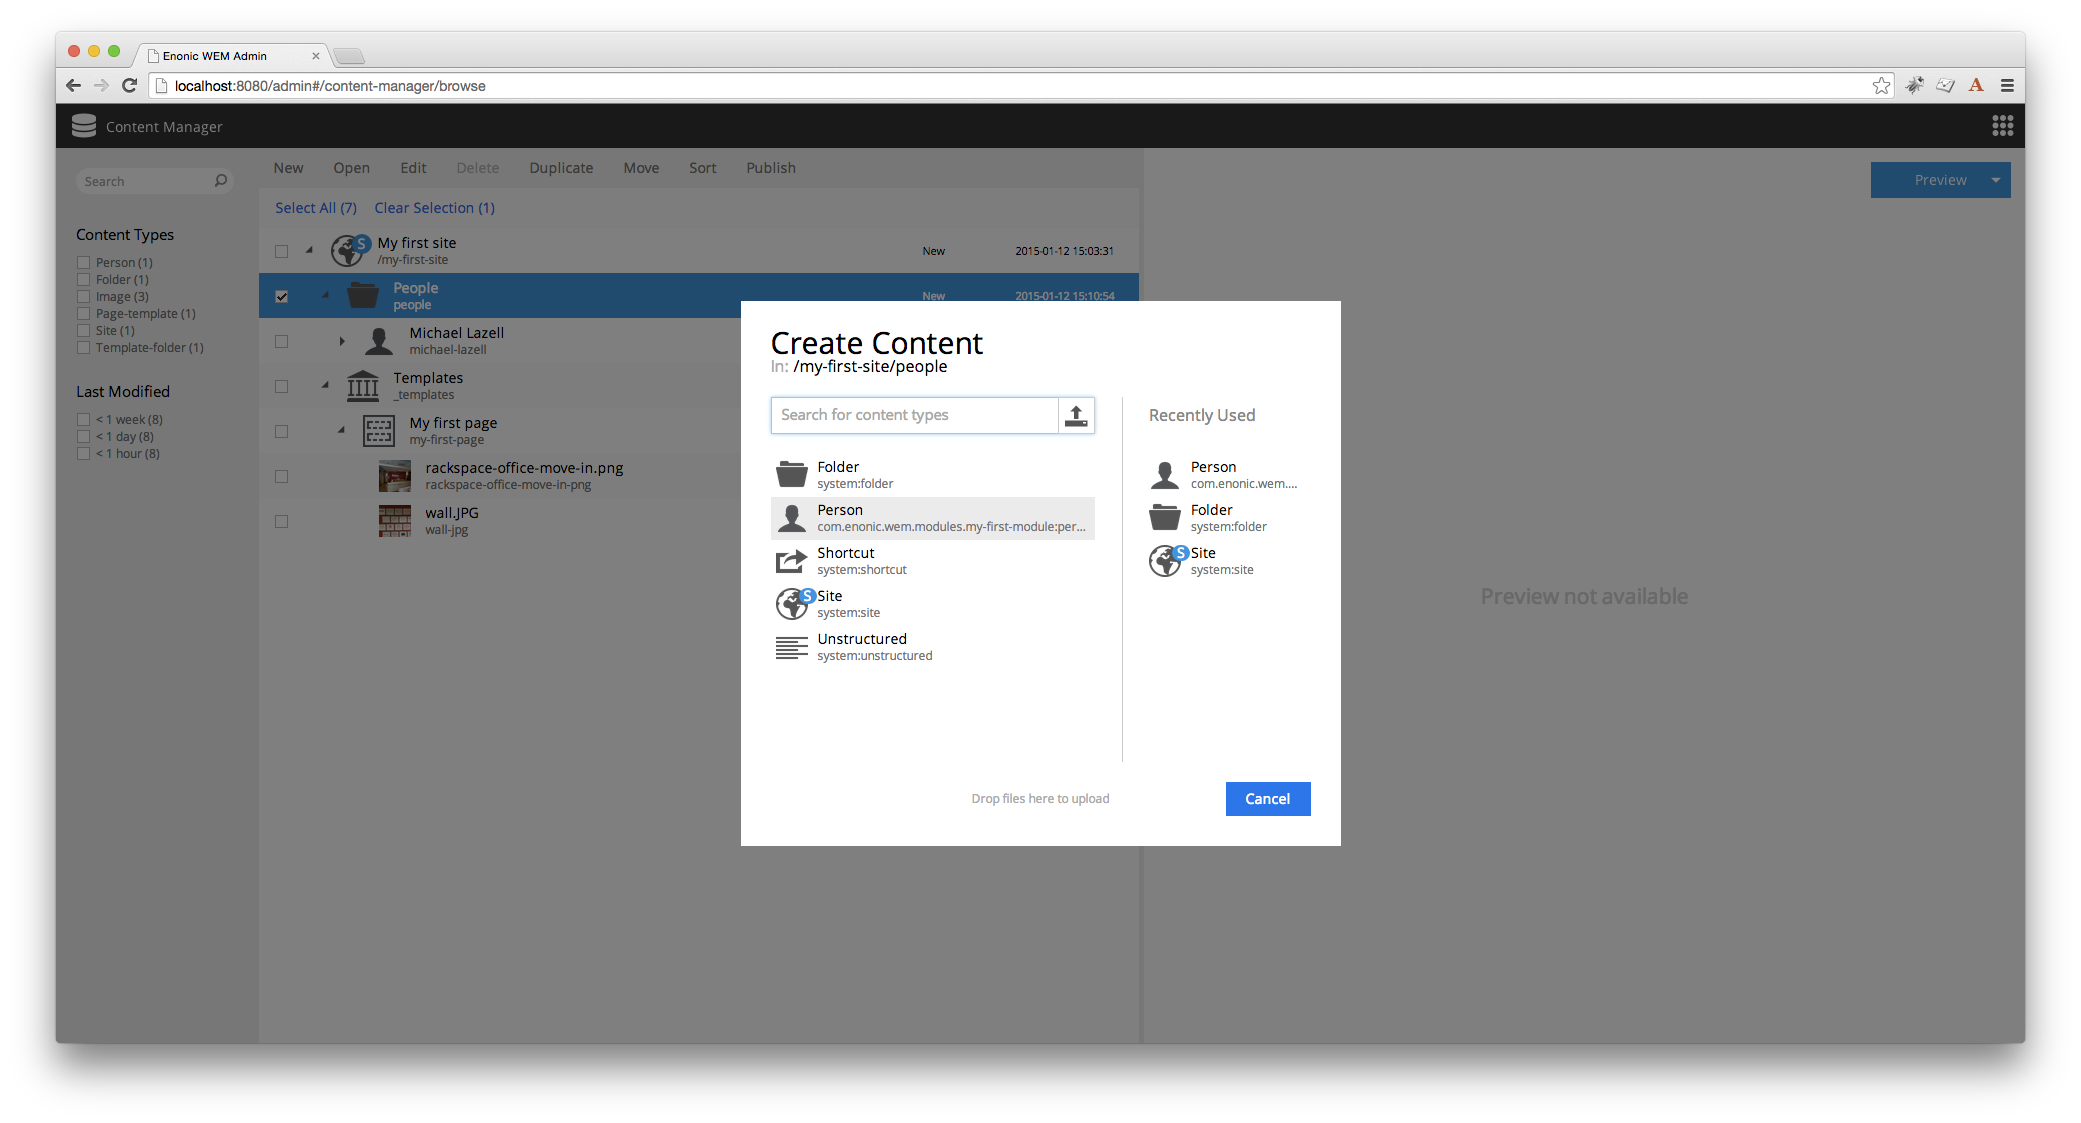 Enonic WEM Admin
localhost:8080/admin#/content-manager/browse
A
Content Manager
Search
Content Types
Person (1)
Folder (1)
Image (3)
Page-template (1)
Site (1)
Template-folder (1)
Last Modified
< 1 week (8)
< 1 day (8)
< 1 hour (8)
New Open Edit Delete Duplicate Move Sort Publish
Select All (7) Clear Selection (1)
S
My first site
/my-first-site
New 2015-01-12 15:03:31
People
people
New 2015-01-12 15:10:54
Michael Lazell
michael-lazell
Templates
_templates
My first page
my-first-page
rackspace-office-move-in.png
rackspace-office-move-in-png
wall.JPG
wall-jpg
Preview
Preview not available
Create Content
In: /my-first-site/people
Search for content types
Folder
system:folder
Person
com.enonic.wem.modules.my-first-module:per...
Shortcut
system:shortcut
S
Site
system:site
Unstructured
system:unstructured
Recently Used
Person
com.enonic.wem....
Folder
system:folder
S
Site
system:site
Drop files here to upload
Cancel